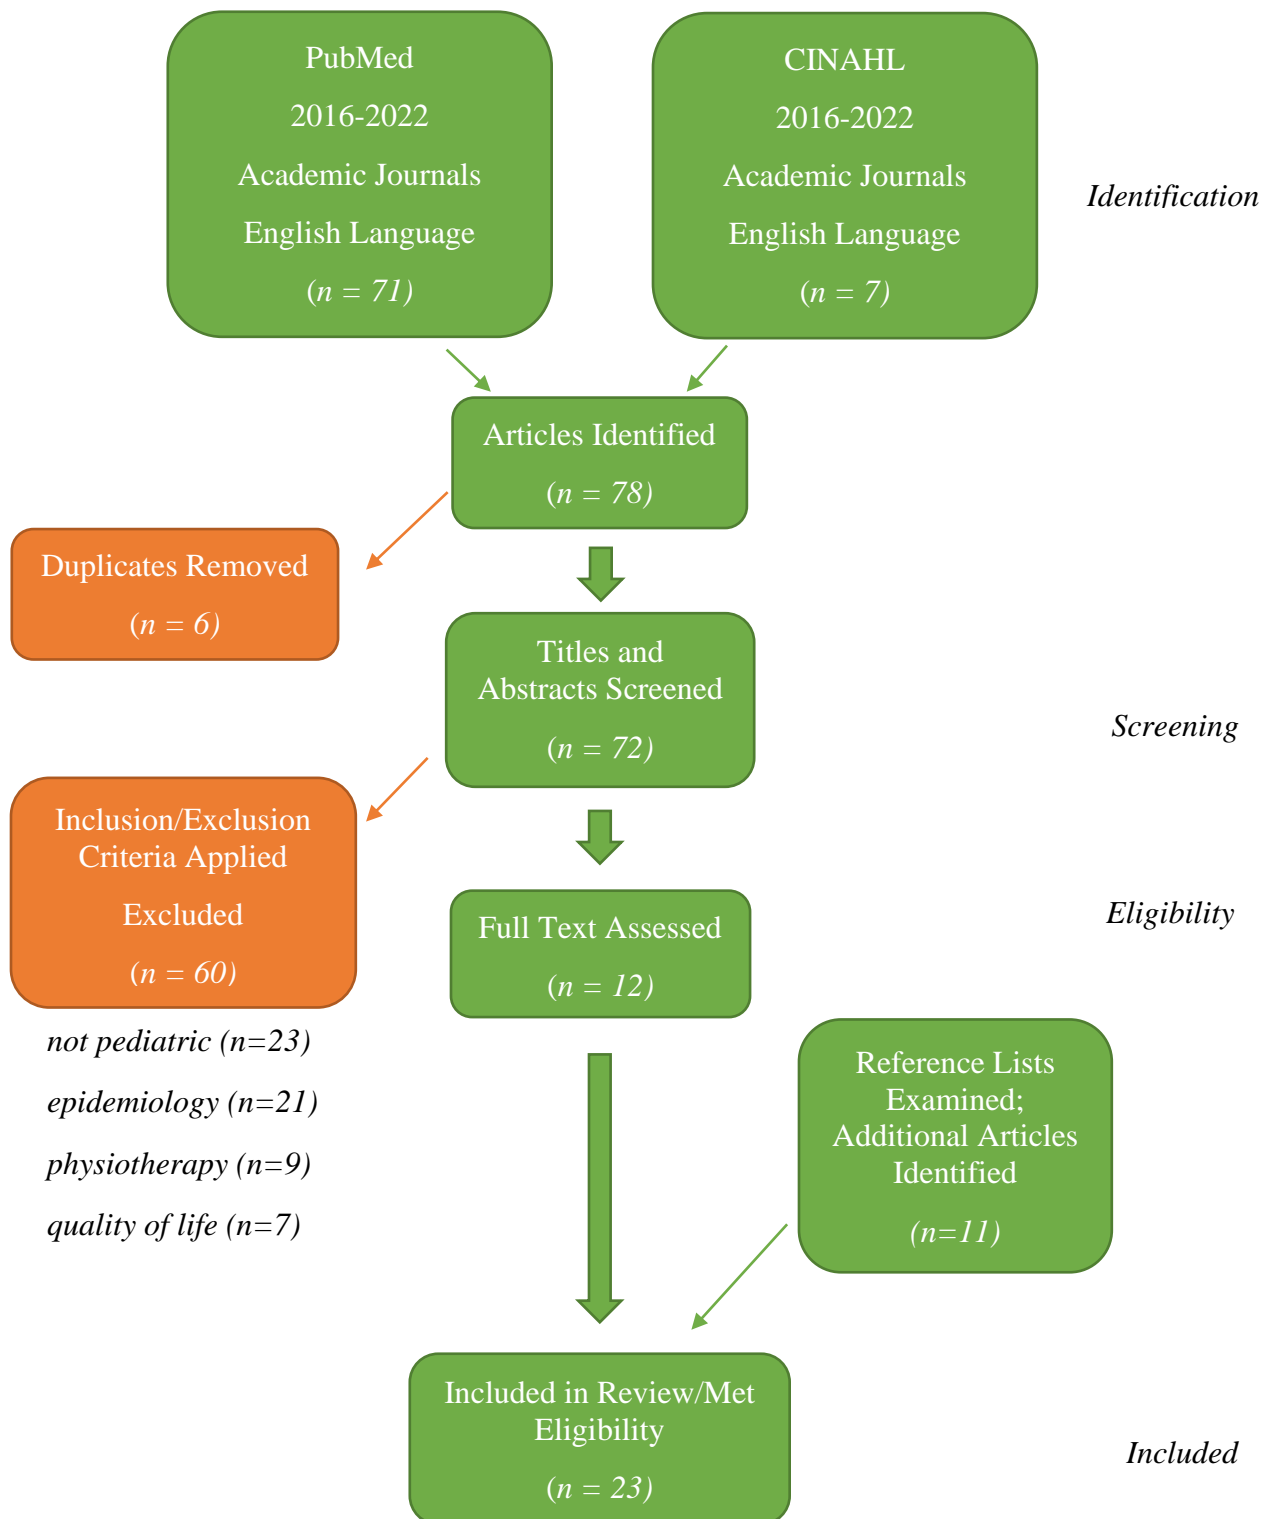 PubMed
2016-2022
Academic Journals
English Language
(n = 71)
CINAHL
2016-2022
Academic Journals
English Language
(n = 7)
Identification
Articles Identified
(n = 78)
Duplicates Removed
(n = 6)
Titles and
Abstracts Screened
(n = 72)
Screening
Inclusion/Exclusion
Criteria Applied
Excluded
(n = 60)
not pediatric (n=23)
epidemiology (n=21)
physiotherapy (n=9)
quality of life (n=7)
Full Text Assessed
(n = 12)
Eligibility
Reference Lists
Examined;
Additional Articles
Identified
(n=11)
Included in Review/Met
Eligibility
(n = 23)
Included